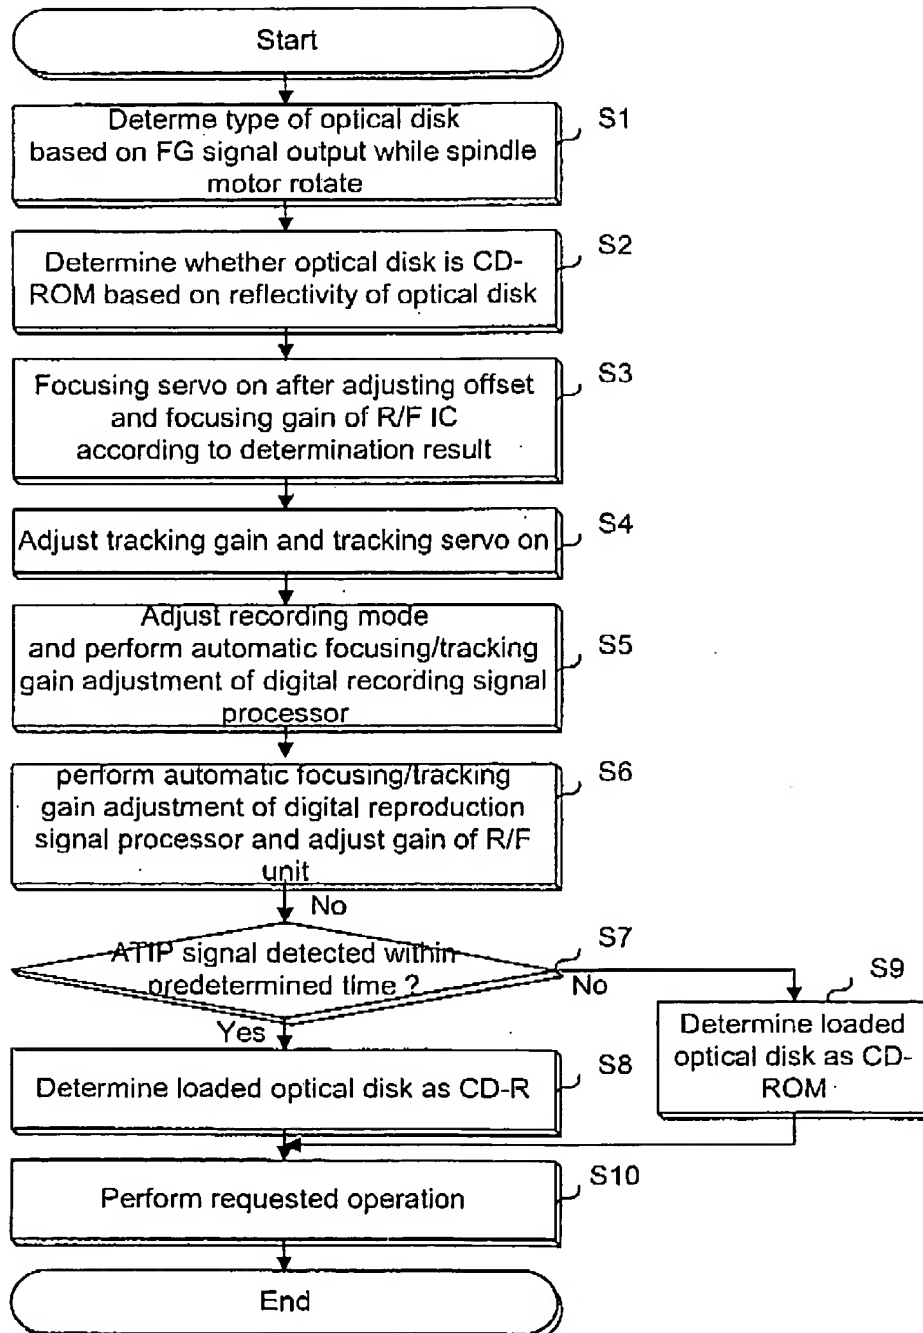 Start
Determe type of optical disk
based on FG signal output while spindle
motor rotate
S1
Determine whether optical disk is CD-
ROM based on reflectivity of optical disk
S2
Focusing servo on after adjusting offset
and focusing gain of R/F IC
according to determination result
S3
Adjust tracking gain and tracking servo on
S4
Adjust recording mode
and perform automatic focusing/tracking
gain adjustment of digital recording signal
processor
S5
perform automatic focusing/tracking
gain adjustment of digital reproduction
signal processor and adjust gain of R/F
unit
S6
No
ATIP signal detected within
predetermined time ?
S7
No
Yes
S9
Determine loaded
optical disk as CD-
ROM
Determine loaded optical disk as CD-R
S8
Perform requested operation
S10
End